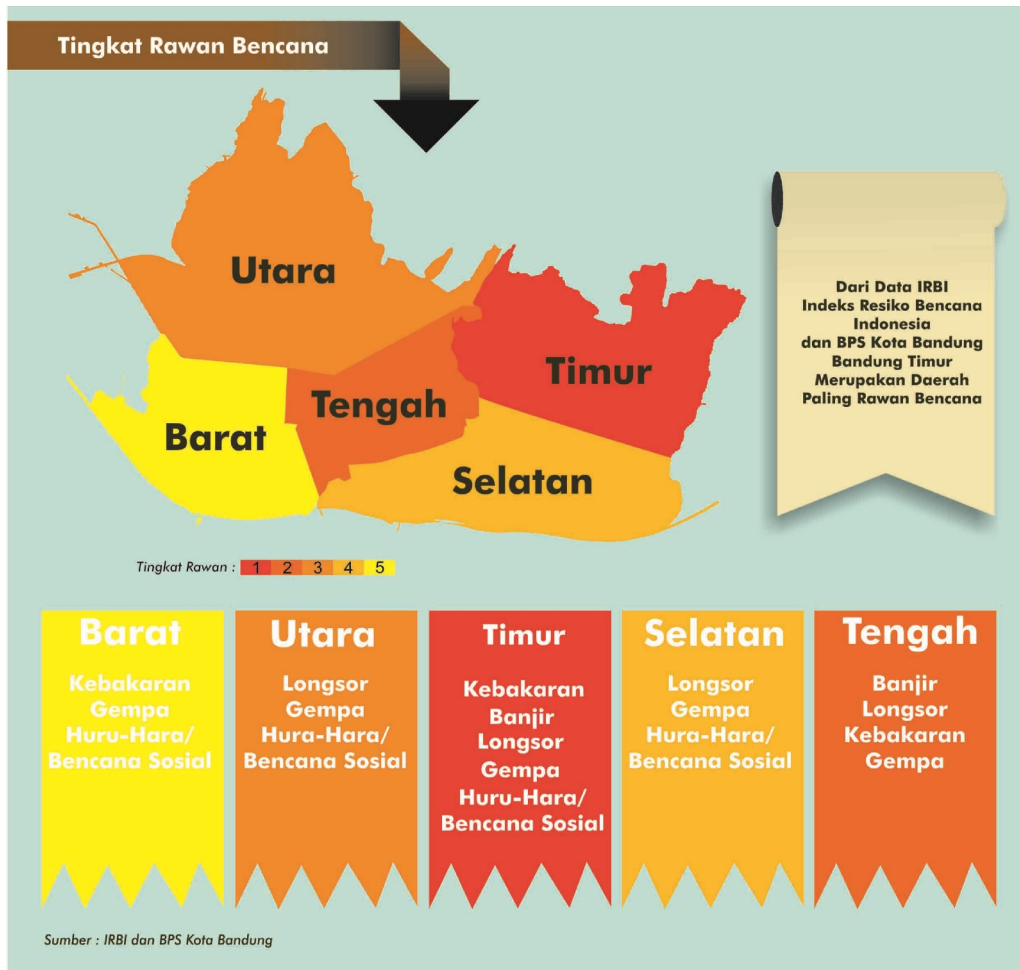 Tingkat Rawan Bencana
Utara
Timur
Tengah
Barat
Selatan
Dari Data IRBI
Indeks Resiko Bencana
Indonesia
dan BPS Kota Bandung
Bandung Timur
Merupakan Daerah
Paling Rawan Bencana
Tingkat Rawan : 1 2 3 4 5
Barat
Kebakaran
Gempa
Huru-Hara/
Bencana Sosial
Utara
Longsor
Gempa
Hura-Hara/
Bencana Sosial
Timur
Kebakaran
Banjir
Longsor
Gempa
Huru-Hara/
Bencana Sosial
Selatan
Longsor
Gempa
Hura-Hara/
Bencana Sosial
Tengah
Banjir
Longsor
Kebakaran
Gempa
Sumber : IRBI dan BPS Kota Bandung